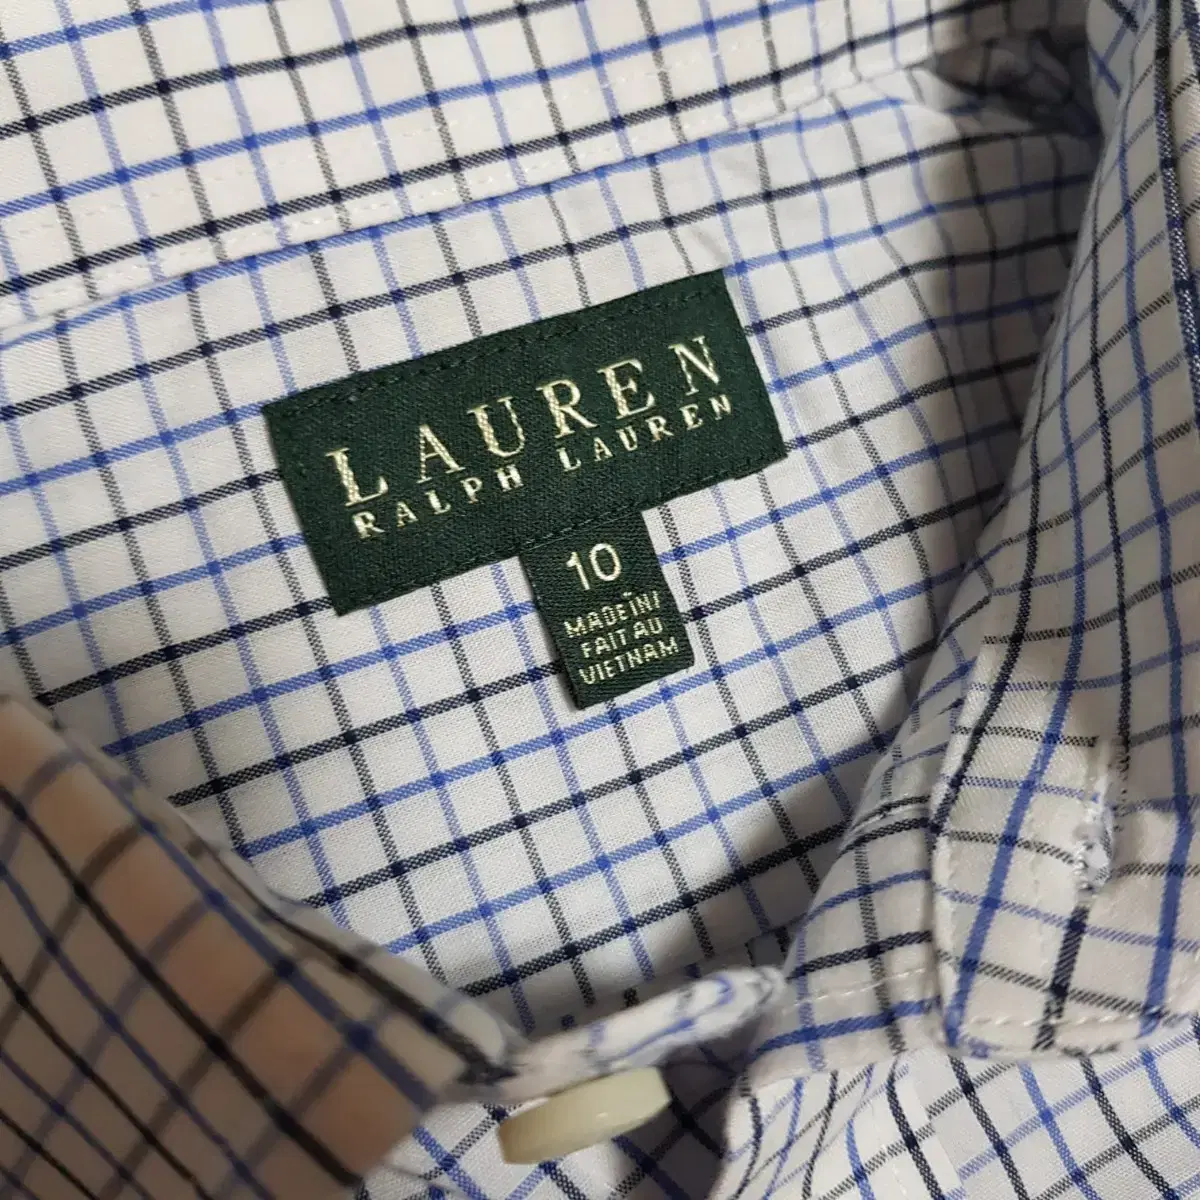 LAUREN
RALPH LAUREN
10
MADE IN/
FAIT AU
VIETNAM